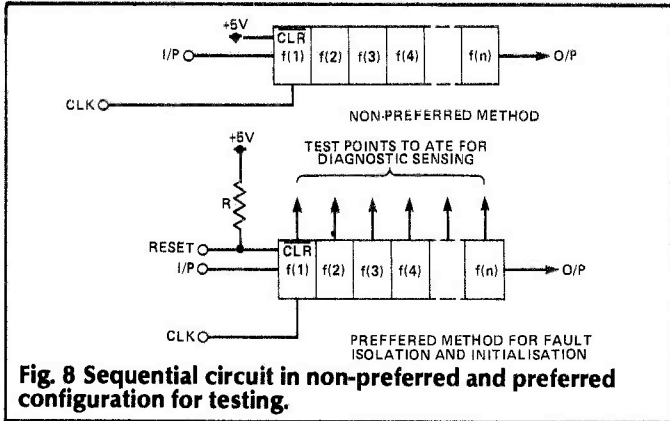 +5V
CLR
I/P
f(1) f(2) f(3) f(4) f(n)
O/P
CLK
NON-PREFERRED METHOD
+5V
TEST POINTS TO ATE FOR
DIAGNOSTIC SENSING
R
RESET
CLR
I/P
f(1) f(2) f(3) f(4) f(n)
O/P
CLK
PREFFERED METHOD FOR FAULT
ISOLATION AND INITIALISATION
Fig. 8 Sequential circuit in non-preferred and preferred
configuration for testing.